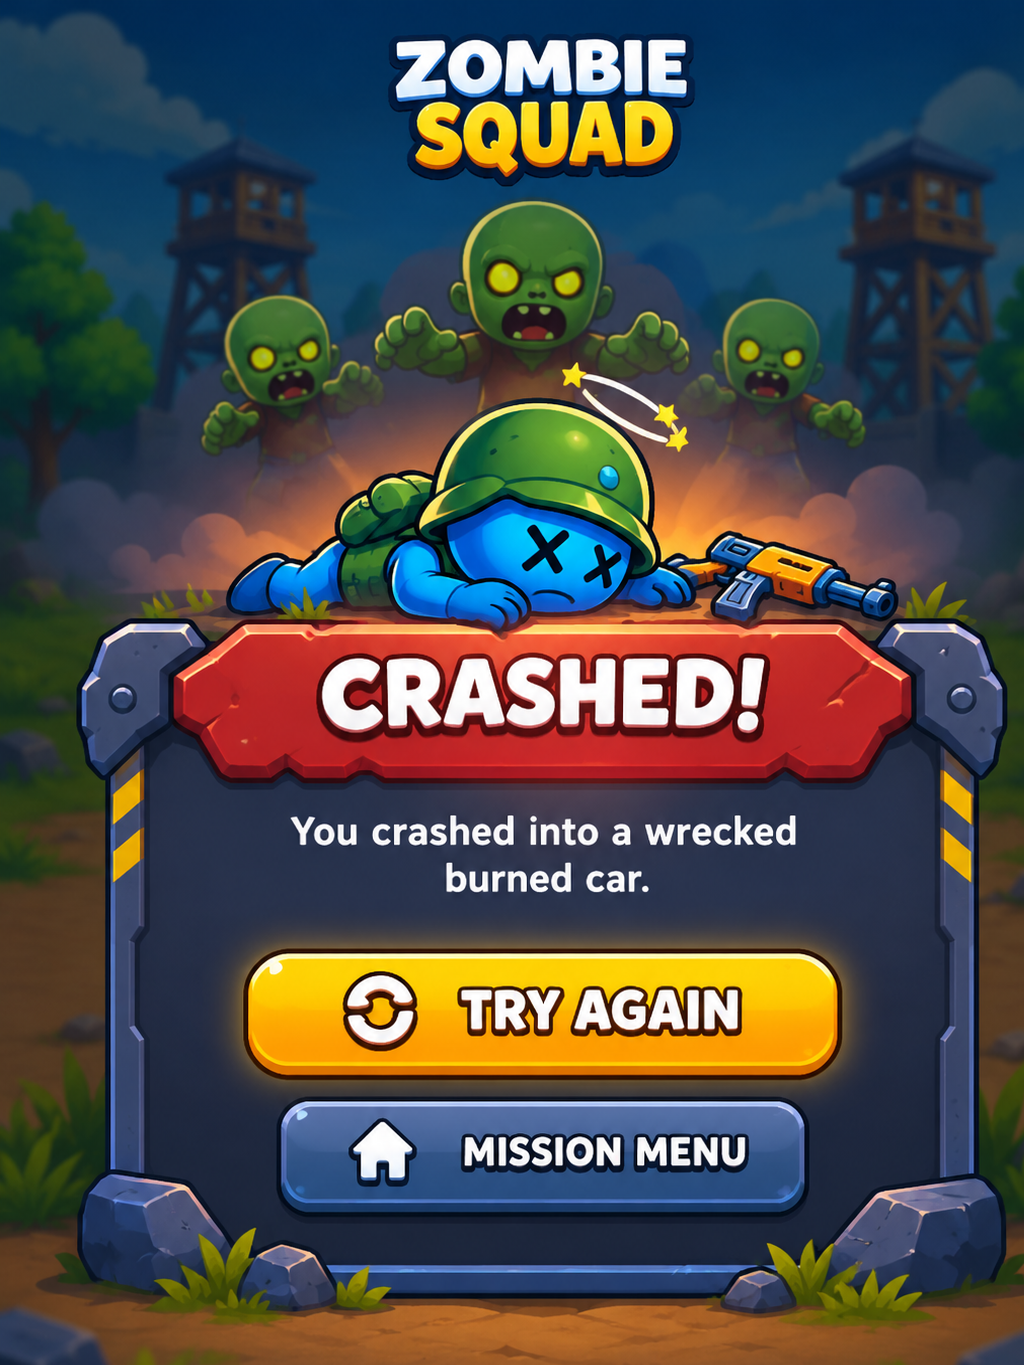 ZOMBIE
SQUAD
CRASHED!
You crashed into a wrecked
burned car.
TRY AGAIN
MISSION MENU